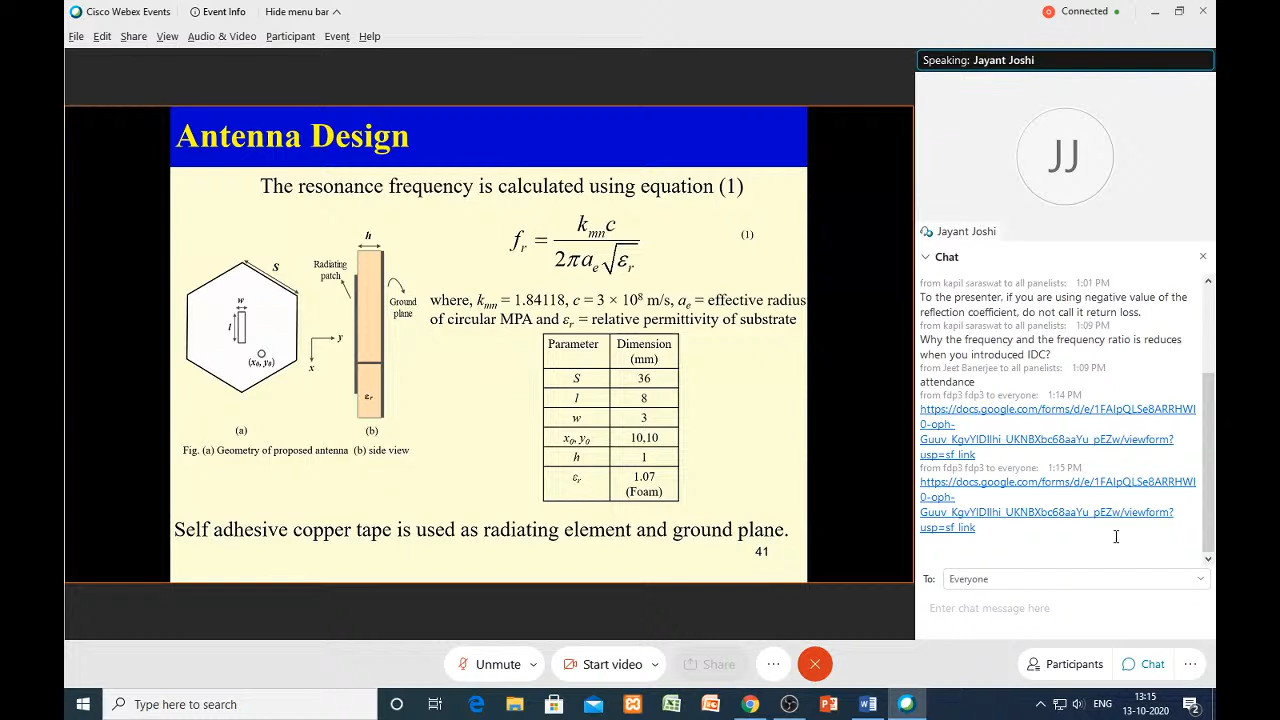 Cisco Webex Events
Event Info
Hide menu bar
Connected
File Edit Share View Audio & Video Participant Event Help
Antenna Design
The resonance frequency is calculated using equation (1)
f_r = k_mn c / 2πa_e√ε_r (1)
where, k_mn = 1.84118, c = 3 × 10^8 m/s, a_e = effective radius
of circular MPA and ε_r = relative permittivity of substrate
S
w
l
(x₀, y₀)
h
Radiating
patch
Ground
plane
y
x
ε_r
(a) (b)
Fig. (a) Geometry of proposed antenna (b) side view
Parameter Dimension
(mm)
S 36
l 8
w 3
x₀, y₀ 10,10
h 1
ε_r 1.07
(Foam)
Self adhesive copper tape is used as radiating element and ground plane.
41
Speaking: Jayant Joshi
JJ
Jayant Joshi
Chat
from kapil saraswat to all panelists: 1:01 PM
To the presenter, if you are using negative value of the
reflection coefficient, do not call it return loss.
from kapil saraswat to all panelists: 1:09 PM
Why the frequency and the frequency ratio is reduces
when you introduced IDC?
from Jeet Banerjee to all panelists: 1:09 PM
attendance
from fdp3 fdp3 to everyone: 1:14 PM
https://docs.google.com/forms/d/e/1FAIpQLSe8ARRHWI
0-oph-
Guuv_KgvYlDIlhi_UKNBXbc68aaYu_pEZw/viewform?
usp=sf_link
from fdp3 fdp3 to everyone: 1:15 PM
https://docs.google.com/forms/d/e/1FAIpQLSe8ARRHWI
0-oph-
Guuv_KgvYlDIlhi_UKNBXbc68aaYu_pEZw/viewform?
usp=sf_link
To: Everyone
Enter chat message here
Unmute
Start video
Share
Participants
Chat
Type here to search
ENG
13:15
13-10-2020
2